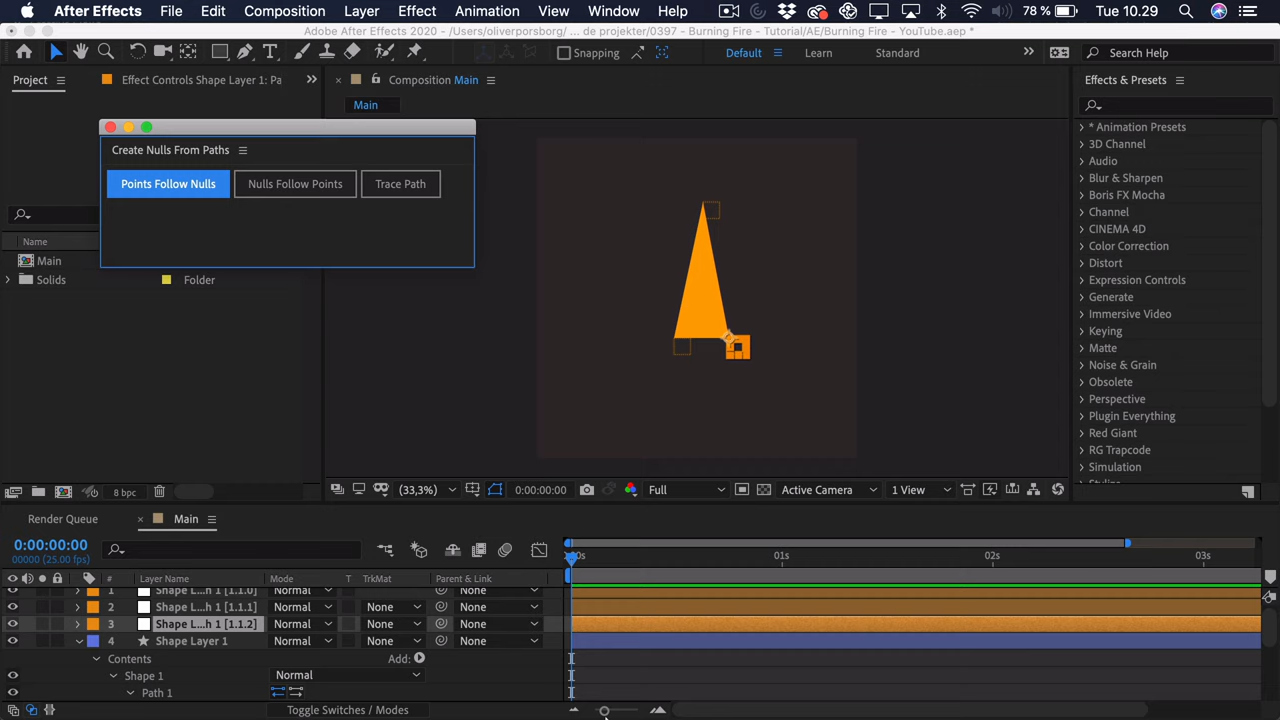 After Effects File Edit Composition Layer Effect Animation View Window Help 78 % Tue 10.29
Adobe After Effects 2020 - /Users/oliverporsborg/... de projekter/0397 - Burning Fire - Tutorial/AE/Burning Fire - YouTube.aep *
Snapping Default Learn Standard Search Help
Project Effect Controls Shape Layer 1: Pa Composition Main Effects & Presets
Main
Create Nulls From Paths
Points Follow Nulls Nulls Follow Points Trace Path
Name
Main
Solids Folder
* Animation Presets
3D Channel
Audio
Blur & Sharpen
Boris FX Mocha
Channel
CINEMA 4D
Color Correction
Distort
Expression Controls
Generate
Immersive Video
Keying
Matte
Noise & Grain
Obsolete
Perspective
Plugin Everything
Red Giant
RG Trapcode
Simulation
8 bpc (33,3%) 0:00:00:00 Full Active Camera 1 View
Render Queue Main
0:00:00:00
00000 (25.00 fps)
:00s 01s 02s 03s
# Layer Name Mode T TrkMat Parent & Link
1 Shape L...h 1 [1.1.0] Normal None
2 Shape L...h 1 [1.1.1] Normal None None
3 Shape L...h 1 [1.1.2] Normal None None
4 Shape Layer 1 Normal None None
Contents Add:
Shape 1 Normal
Path 1
Toggle Switches / Modes